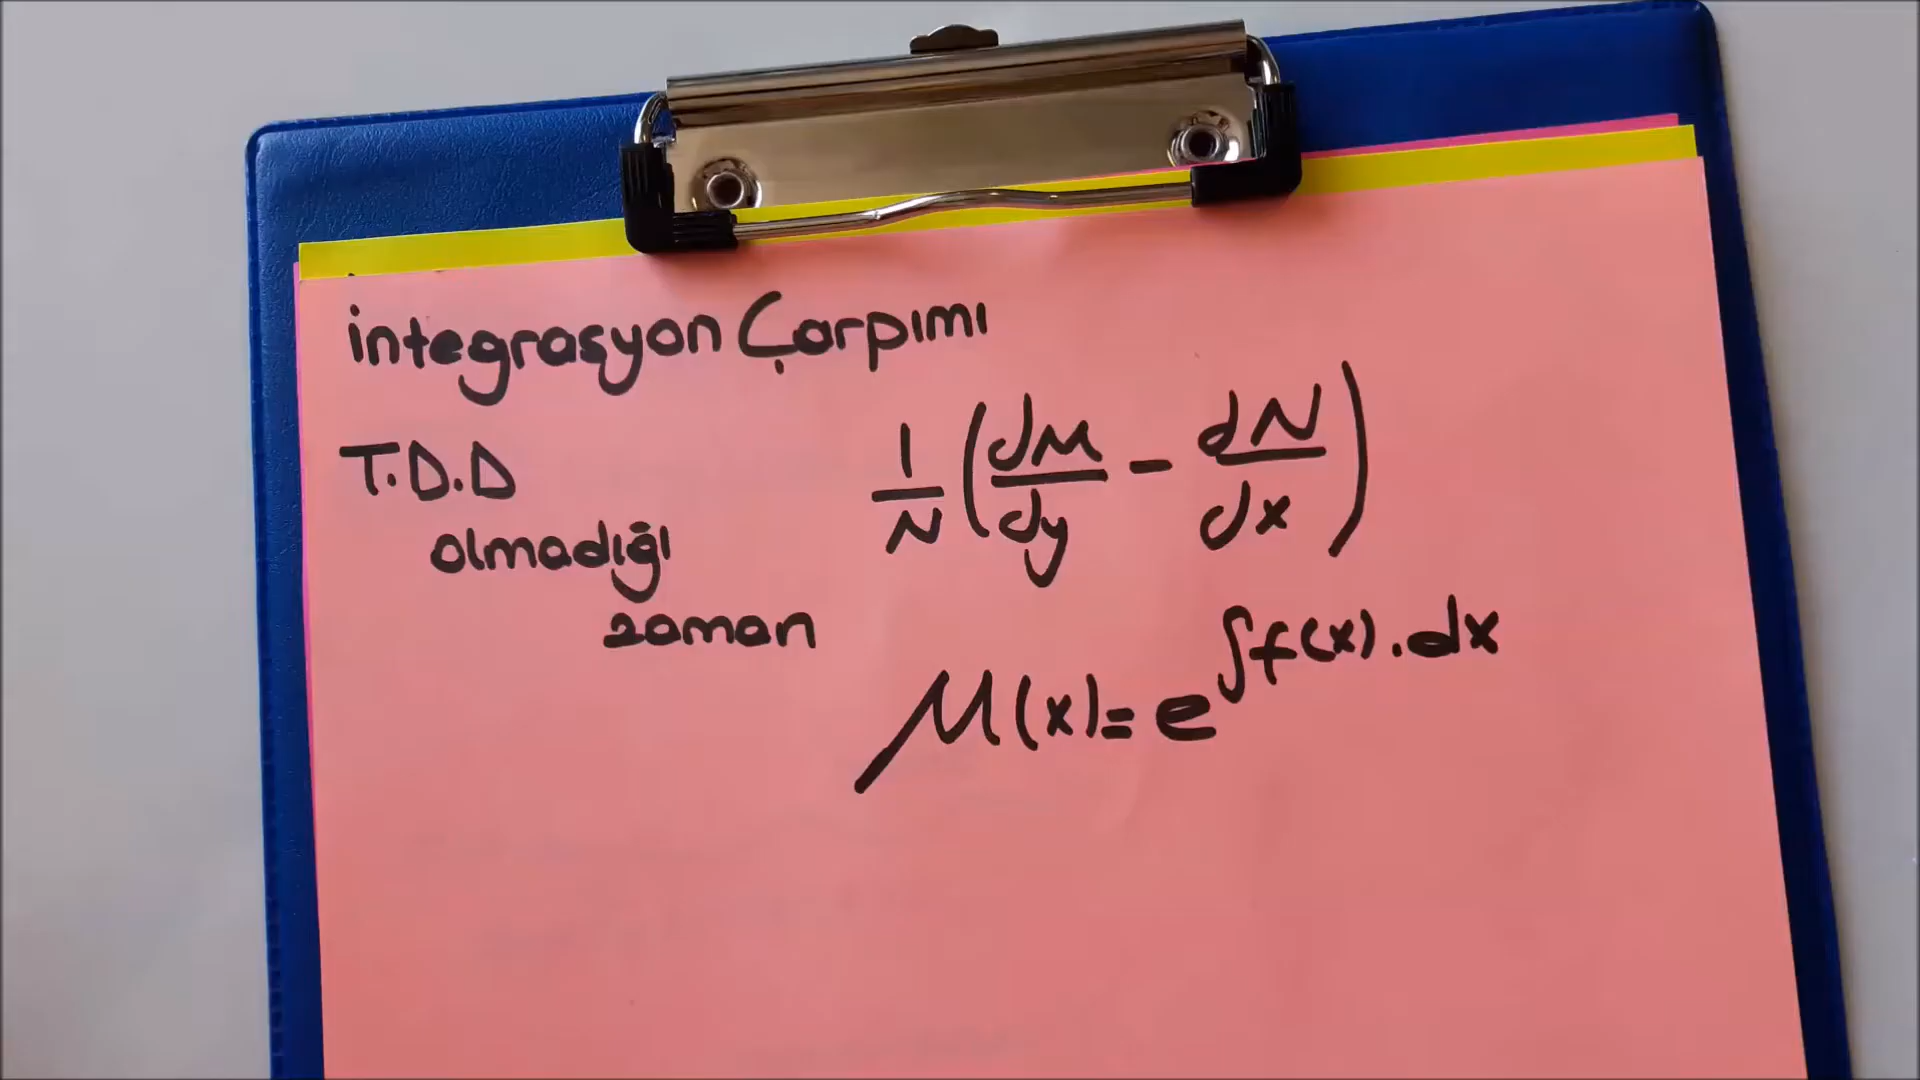 integrasyon Çarpımı
T.D.D
olmadığı
zaman
1/N (dM/dy - dN/dx)
μ(x)= e^∫f(x).dx